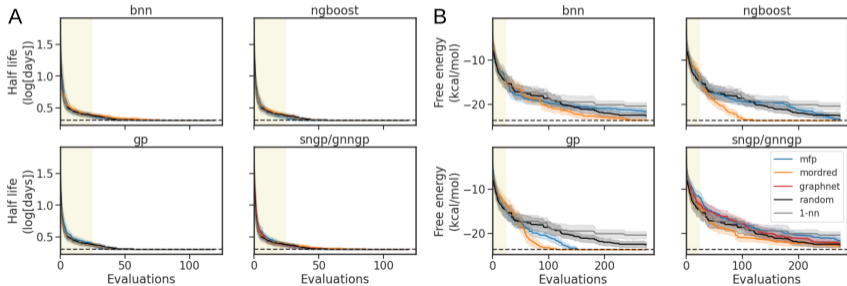 A
bnn
ngboost
Half life
(log[days])
1.5
1.0
0.5
gp
sngp/gnngp
Half life
(log[days])
1.5
1.0
0.5
0
50
100
0
50
100
Evaluations
Evaluations
B
bnn
ngboost
Free energy
(kcal/mol)
−10
−20
gp
sngp/gnngp
Free energy
(kcal/mol)
−10
−20
mfp
mordred
graphnet
random
1-nn
0
100
200
0
100
200
Evaluations
Evaluations